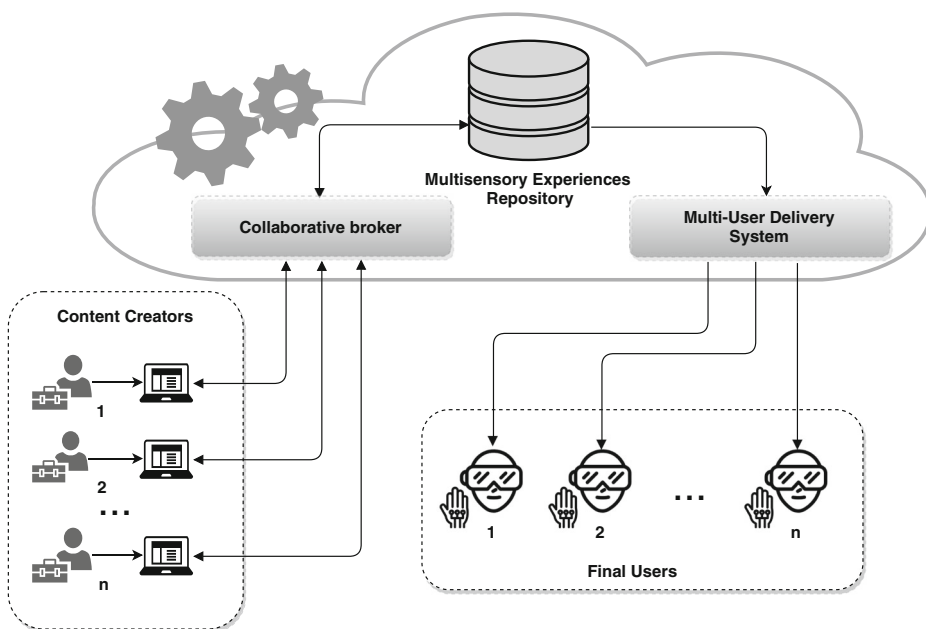 Multisensory Experiences
Repository
Collaborative broker
Multi-User Delivery
System
Content Creators
1
2
...
n
1
2
...
n
Final Users